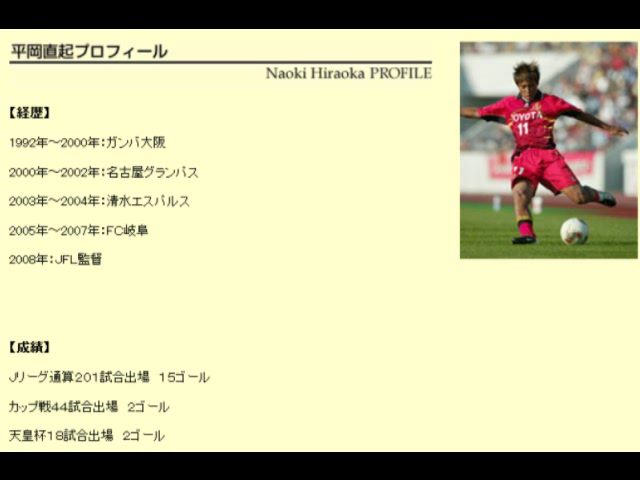 平岡直起プロフィール
Naoki Hiraoka PROFILE
【経歴】
1992年～2000年：ガンバ大阪
2000年～2002年：名古屋グランパス
2003年～2004年：清水エスパルス
2005年～2007年：FC岐阜
2008年：JFL監督
TOYOTA
11
【成績】
Jリーグ通算201試合出場　15ゴール
カップ戦44試合出場　2ゴール
天皇杯18試合出場　2ゴール